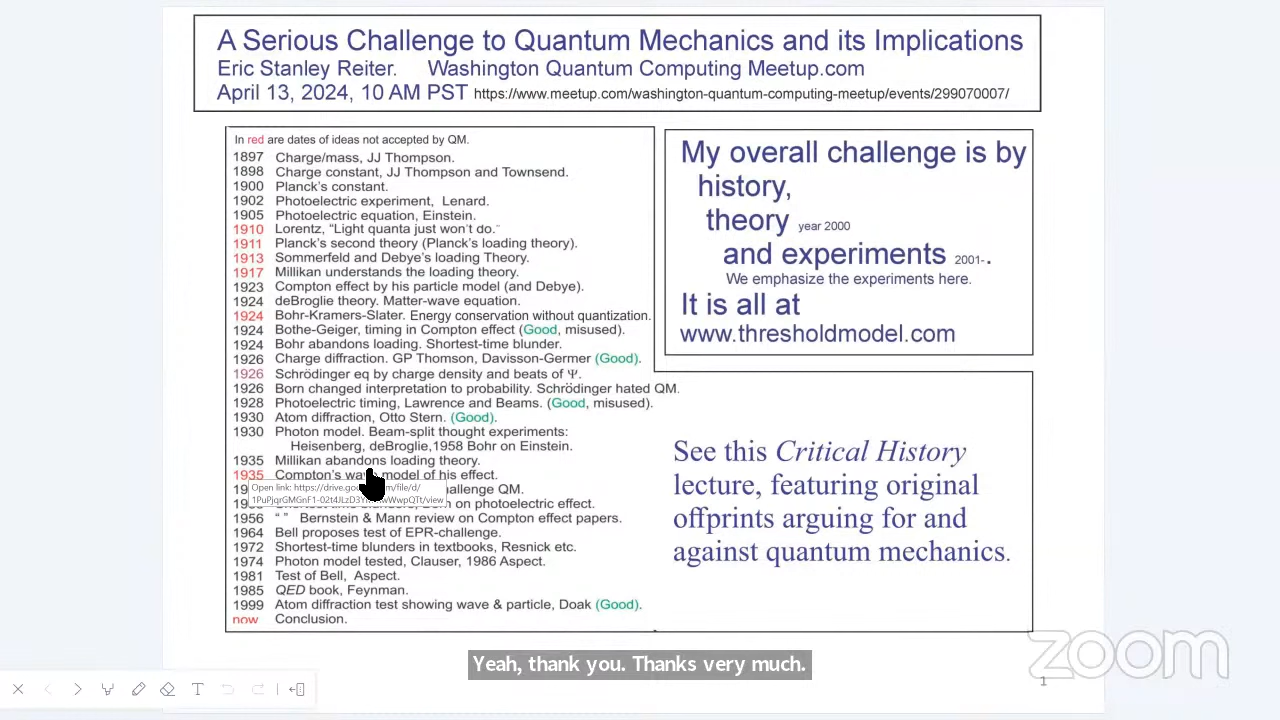 A Serious Challenge to Quantum Mechanics and its Implications
Eric Stanley Reiter. Washington Quantum Computing Meetup.com
April 13, 2024, 10 AM PST https://www.meetup.com/washington-quantum-computing-meetup/events/299070007/
In red are dates of ideas not accepted by QM.
1897 Charge/mass, JJ Thompson.
1898 Charge constant, JJ Thompson and Townsend.
1900 Planck's constant.
1902 Photoelectric experiment, Lenard.
1905 Photoelectric equation, Einstein.
1910 Lorentz, “Light quanta just won't do.”
1911 Planck's second theory (Planck's loading theory).
1913 Sommerfeld and Debye's loading Theory.
1917 Millikan understands the loading theory.
1923 Compton effect by his particle model (and Debye).
1924 deBroglie theory. Matter-wave equation.
1924 Bohr-Kramers-Slater. Energy conservation without quantization.
1924 Bothe-Geiger, timing in Compton effect (Good, misused).
1924 Bohr abandons loading. Shortest-time blunder.
1926 Charge diffraction. GP Thomson, Davisson-Germer (Good).
1926 Schrödinger eq by charge density and beats of Ψ.
1926 Born changed interpretation to probability. Schrödinger hated QM.
1928 Photoelectric timing, Lawrence and Beams. (Good, misused).
1930 Atom diffraction, Otto Stern. (Good).
1930 Photon model. Beam-split thought experiments:
Heisenberg, deBroglie,1958 Bohr on Einstein.
1935 Millikan abandons loading theory.
1935 Compton's wave model of his effect.
challenge QM.
on photoelectric effect.
Open link: https://drive.
1956 “ ” Bernstein & Mann review on Compton effect papers.
1964 Bell proposes test of EPR-challenge.
1972 Shortest-time blunders in textbooks, Resnick etc.
1974 Photon model tested, Clauser, 1986 Aspect.
1981 Test of Bell, Aspect.
1985 QED book, Feynman.
1999 Atom diffraction test showing wave & particle, Doak (Good).
now Conclusion.
My overall challenge is by
history,
theory year 2000
and experiments 2001-.
We emphasize the experiments here.
It is all at
www.thresholdmodel.com
See this Critical History
lecture, featuring original
offprints arguing for and
against quantum mechanics.
zoom
Yeah, thank you. Thanks very much.
1
T